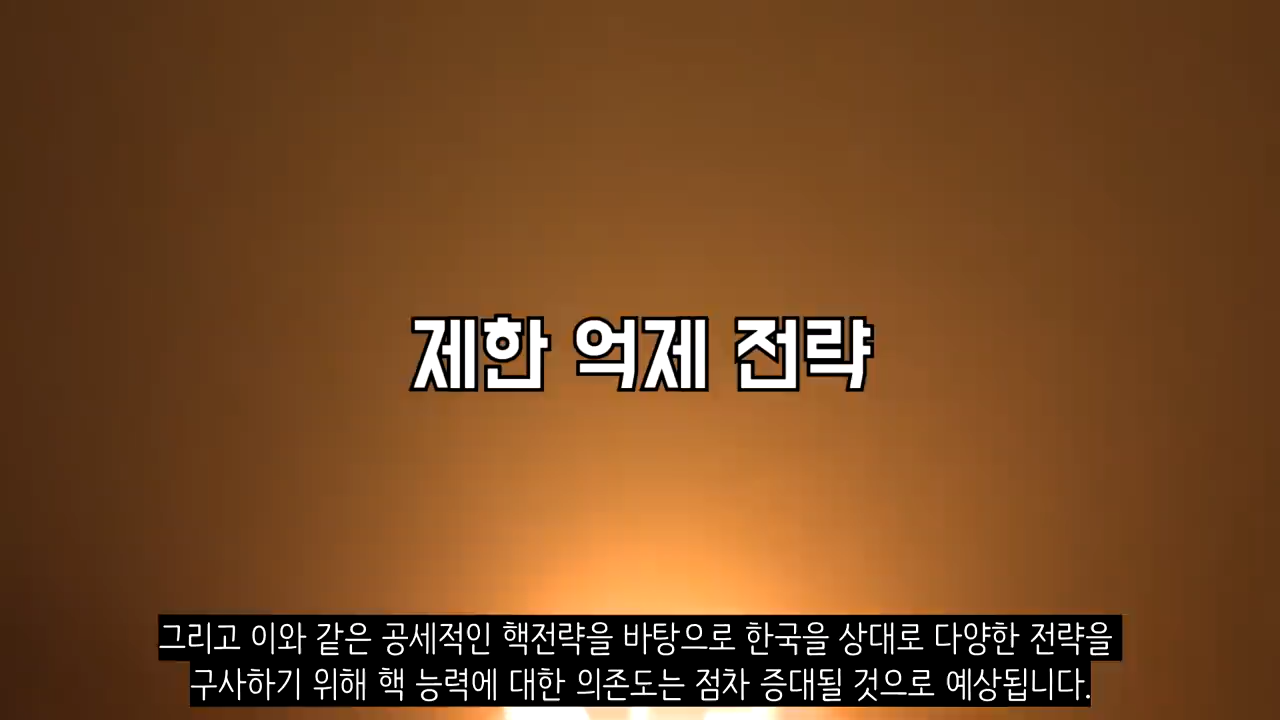 제한 억제 전략
그리고 이와 같은 공세적인 핵전략을 바탕으로 한국을 상대로 다양한 전략을
구사하기 위해 핵 능력에 대한 의존도는 점차 증대될 것으로 예상됩니다.